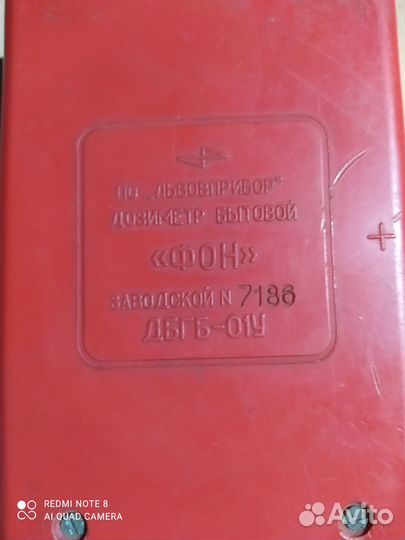 ПО „ЛЬВОВПРИБОР"
ДОЗИМЕТР БЫТОВОЙ
«ФОН»
ЗАВОДСКОЙ N 7186
ДБГБ-01У
+
REDMI NOTE 8
AI QUAD CAMERA
Avito